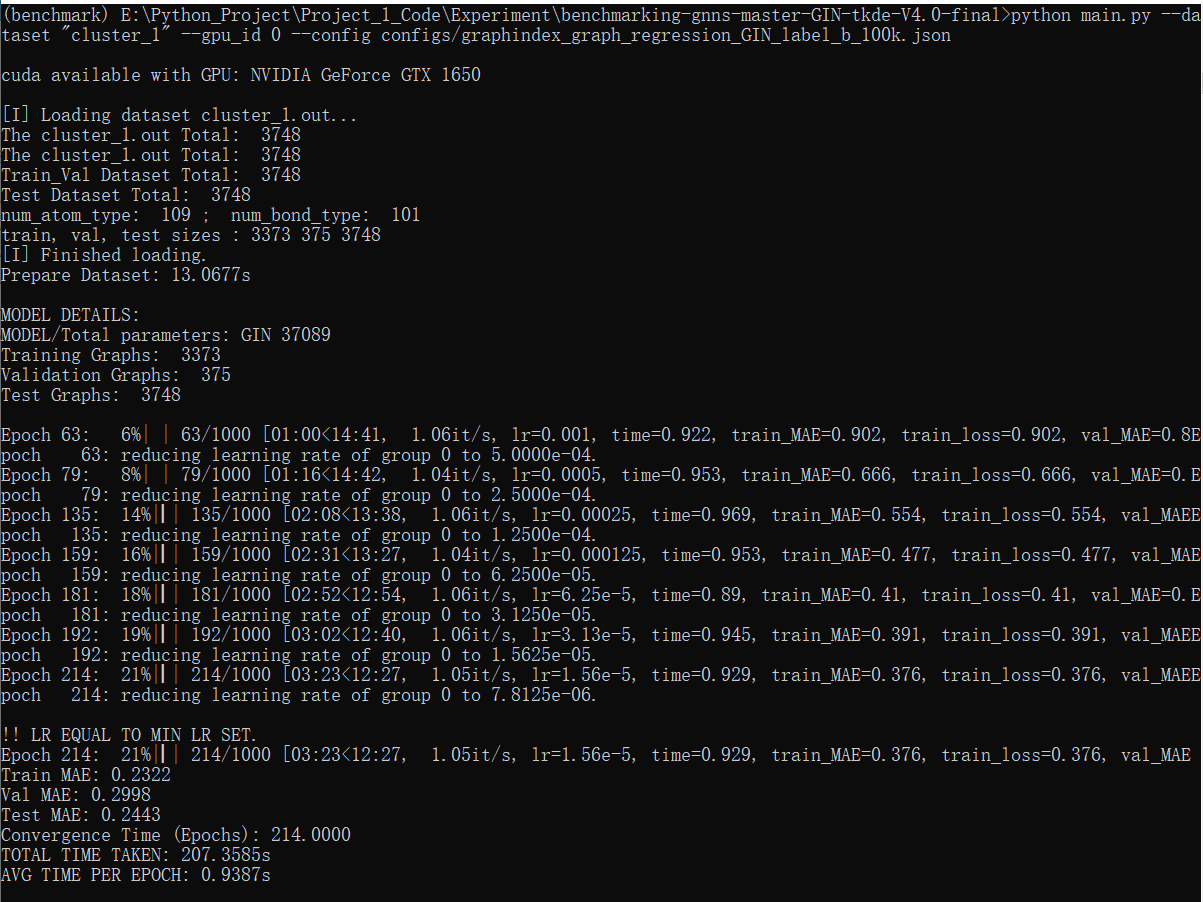 (benchmark) E:\Python_Project\Project_1_Code\Experiment\benchmarking-gnns-master-GIN-tkde-V4.0-final>python main.py --da
taset "cluster_1" --gpu_id 0 --config configs/graphindex_graph_regression_GIN_label_b_100k.json
cuda available with GPU: NVIDIA GeForce GTX 1650
[I] Loading dataset cluster_1.out...
The cluster_1.out Total:  3748
The cluster_1.out Total:  3748
Train_Val Dataset Total:  3748
Test Dataset Total:  3748
num_atom_type:  109 ;  num_bond_type:  101
train, val, test sizes : 3373 375 3748
[I] Finished loading.
Prepare Dataset: 13.0677s
MODEL DETAILS:
MODEL/Total parameters: GIN 37089
Training Graphs:  3373
Validation Graphs:  375
Test Graphs:  3748
Epoch 63:   6%| | 63/1000 [01:00<14:41,  1.06it/s, lr=0.001, time=0.922, train_MAE=0.902, train_loss=0.902, val_MAE=0.8E
poch    63: reducing learning rate of group 0 to 5.0000e-04.
Epoch 79:   8%| | 79/1000 [01:16<14:42,  1.04it/s, lr=0.0005, time=0.953, train_MAE=0.666, train_loss=0.666, val_MAE=0.E
poch    79: reducing learning rate of group 0 to 2.5000e-04.
Epoch 135:  14%|▏| 135/1000 [02:08<13:38,  1.06it/s, lr=0.00025, time=0.969, train_MAE=0.554, train_loss=0.554, val_MAEE
poch   135: reducing learning rate of group 0 to 1.2500e-04.
Epoch 159:  16%|▏| 159/1000 [02:31<13:27,  1.04it/s, lr=0.000125, time=0.953, train_MAE=0.477, train_loss=0.477, val_MAE
poch   159: reducing learning rate of group 0 to 6.2500e-05.
Epoch 181:  18%|▏| 181/1000 [02:52<12:54,  1.06it/s, lr=6.25e-5, time=0.89, train_MAE=0.41, train_loss=0.41, val_MAE=0.E
poch   181: reducing learning rate of group 0 to 3.1250e-05.
Epoch 192:  19%|▏| 192/1000 [03:02<12:40,  1.06it/s, lr=3.13e-5, time=0.945, train_MAE=0.391, train_loss=0.391, val_MAEE
poch   192: reducing learning rate of group 0 to 1.5625e-05.
Epoch 214:  21%|▏| 214/1000 [03:23<12:27,  1.05it/s, lr=1.56e-5, time=0.929, train_MAE=0.376, train_loss=0.376, val_MAEE
poch   214: reducing learning rate of group 0 to 7.8125e-06.
!! LR EQUAL TO MIN LR SET.
Epoch 214:  21%|▏| 214/1000 [03:23<12:27,  1.05it/s, lr=1.56e-5, time=0.929, train_MAE=0.376, train_loss=0.376, val_MAE
Train MAE: 0.2322
Val MAE: 0.2998
Test MAE: 0.2443
Convergence Time (Epochs): 214.0000
TOTAL TIME TAKEN: 207.3585s
AVG TIME PER EPOCH: 0.9387s